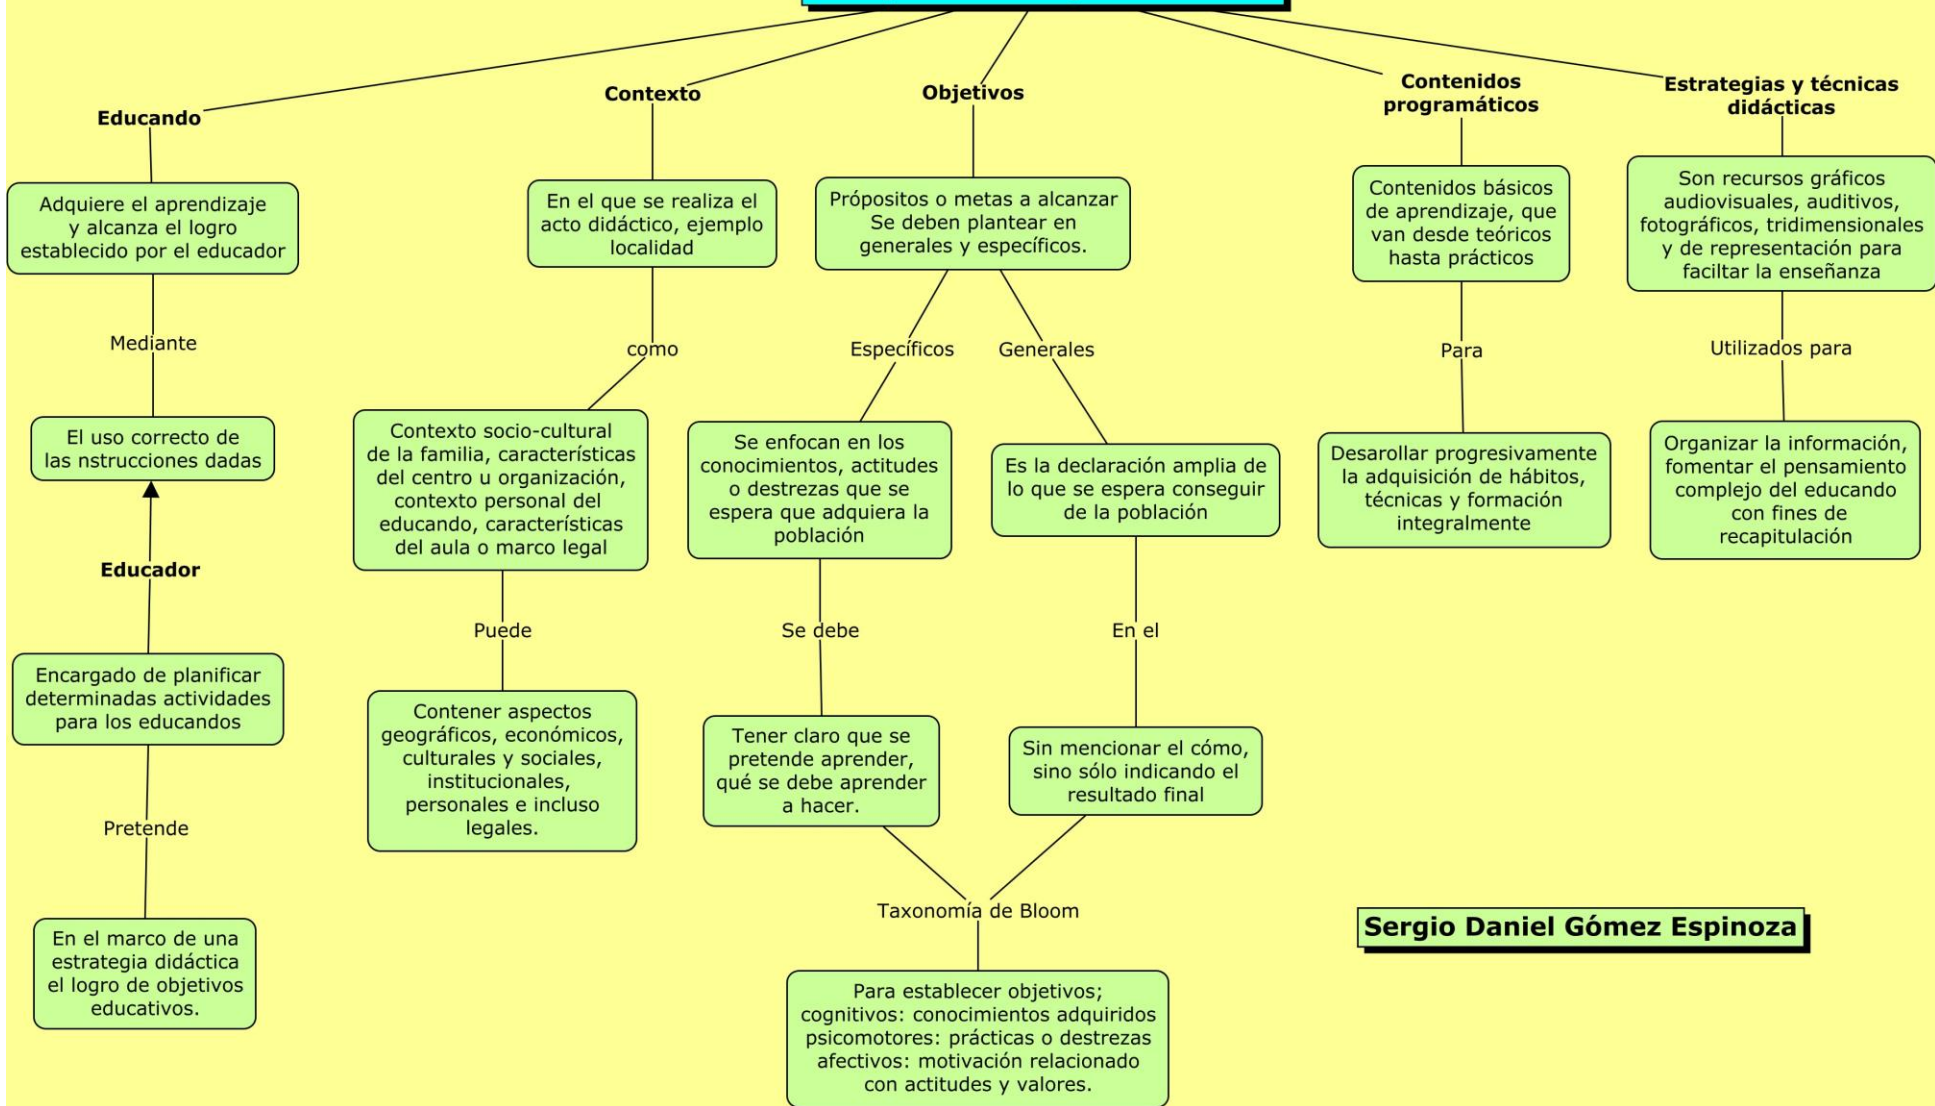 Educando
Adquiere el aprendizaje
y alcanza el logro
establecido por el educador
Mediante
El uso correcto de
las nstrucciones dadas
Educador
Encargado de planificar
determinadas actividades
para los educandos
Pretende
En el marco de una
estrategia didáctica
el logro de objetivos
educativos.
Contexto
En el que se realiza el
acto didáctico, ejemplo
localidad
como
Contexto socio-cultural
de la familia, características
del centro u organización,
contexto personal del
educando, características
del aula o marco legal
Puede
Contener aspectos
geográficos, económicos,
culturales y sociales,
institucionales,
personales e incluso
legales.
Objetivos
Própositos o metas a alcanzar
Se deben plantear en
generales y específicos.
Específicos
Se enfocan en los
conocimientos, actitudes
o destrezas que se
espera que adquiera la
población
Se debe
Tener claro que se
pretende aprender,
qué se debe aprender
a hacer.
Generales
Es la declaración amplia de
lo que se espera conseguir
de la población
En el
Sin mencionar el cómo,
sino sólo indicando el
resultado final
Taxonomía de Bloom
Para establecer objetivos;
cognitivos: conocimientos adquiridos
psicomotores: prácticas o destrezas
afectivos: motivación relacionado
con actitudes y valores.
Contenidos
programáticos
Contenidos básicos
de aprendizaje, que
van desde teóricos
hasta prácticos
Para
Desarollar progresivamente
la adquisición de hábitos,
técnicas y formación
integralmente
Estrategias y técnicas
didácticas
Son recursos gráficos
audiovisuales, auditivos,
fotográficos, tridimensionales
y de representación para
faciltar la enseñanza
Utilizados para
Organizar la información,
fomentar el pensamiento
complejo del educando
con fines de
recapitulación
Sergio Daniel Gómez Espinoza